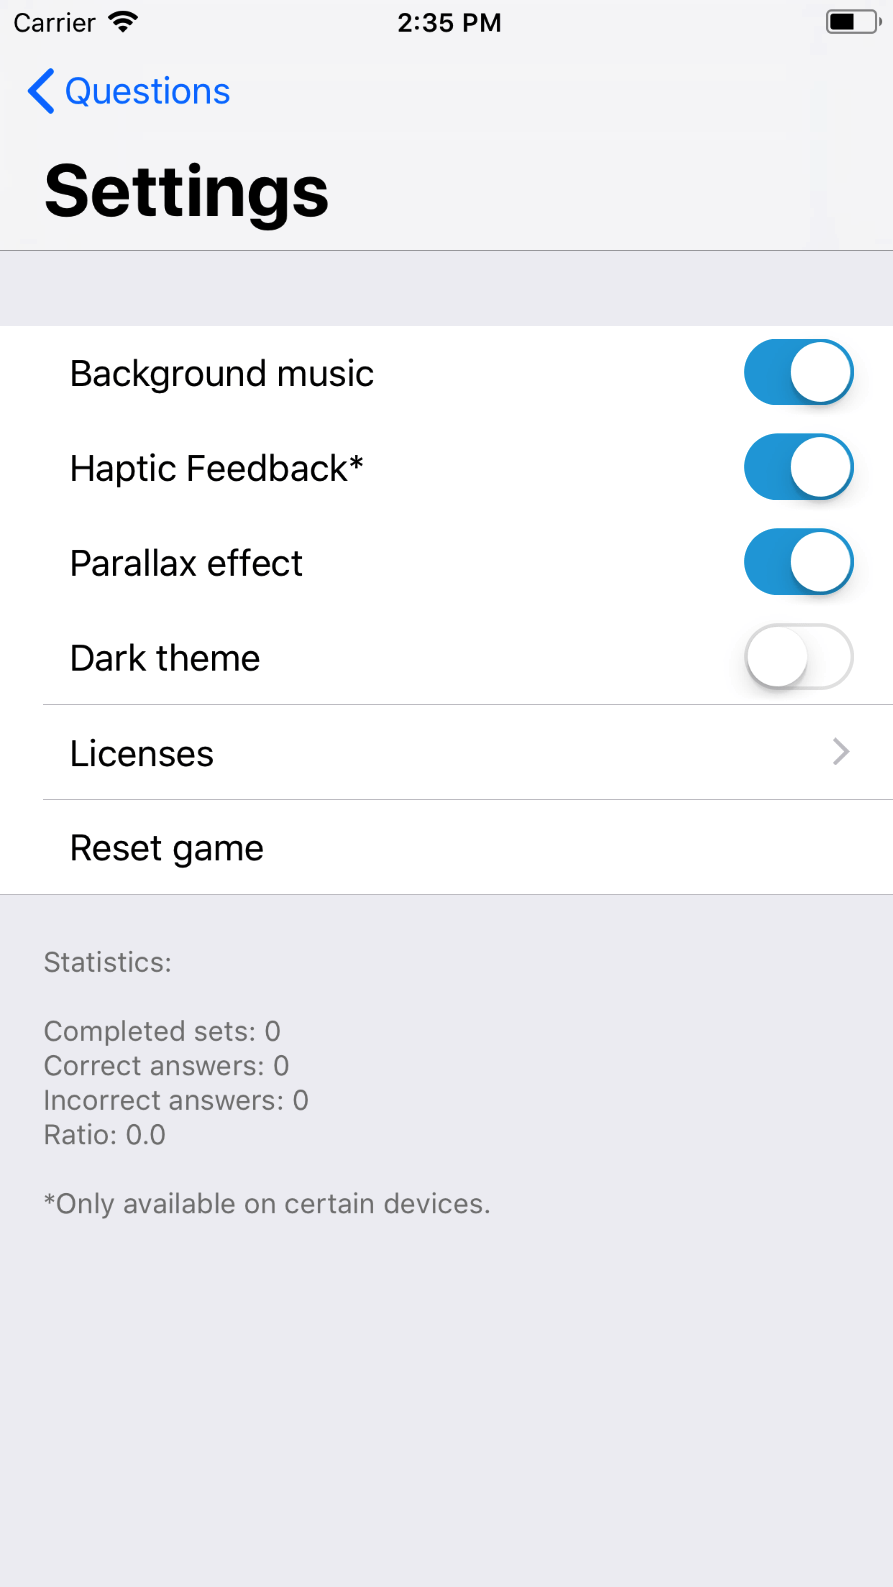 Carrier
2:35 PM
Questions
Settings
Background music
Haptic Feedback*
Parallax effect
Dark theme
Licenses
Reset game
Statistics:
Completed sets: 0
Correct answers: 0
Incorrect answers: 0
Ratio: 0.0
*Only available on certain devices.